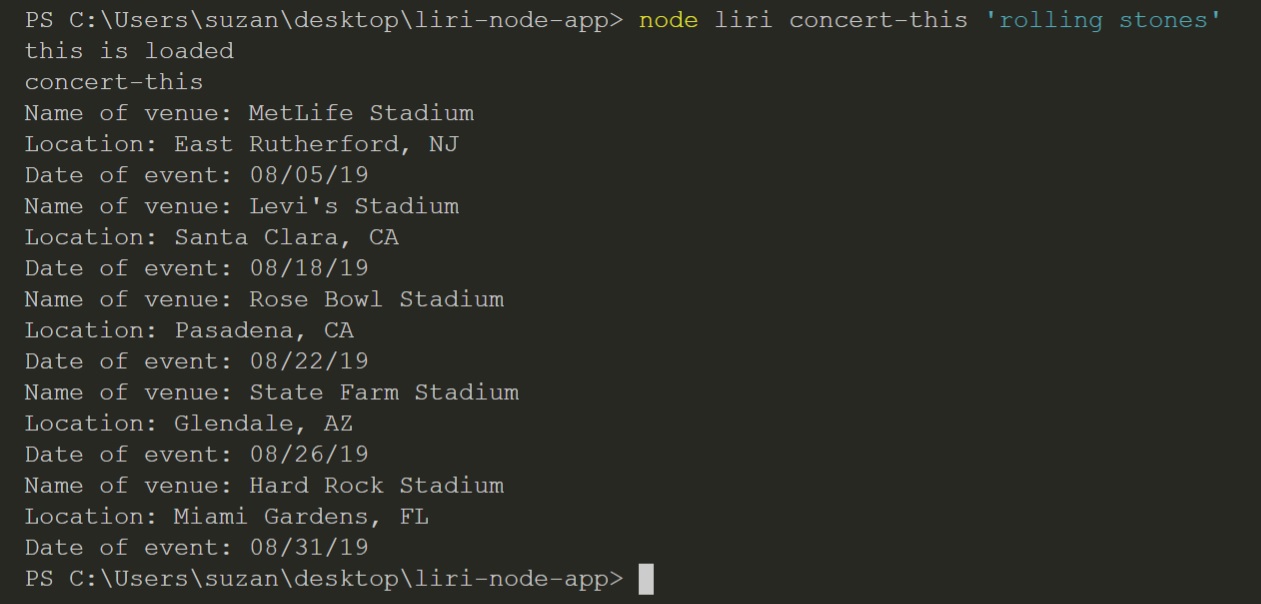 PS C:\Users\suzan\desktop\liri-node-app> node liri concert-this 'rolling stones'
this is loaded
concert-this
Name of venue: MetLife Stadium
Location: East Rutherford, NJ
Date of event: 08/05/19
Name of venue: Levi's Stadium
Location: Santa Clara, CA
Date of event: 08/18/19
Name of venue: Rose Bowl Stadium
Location: Pasadena, CA
Date of event: 08/22/19
Name of venue: State Farm Stadium
Location: Glendale, AZ
Date of event: 08/26/19
Name of venue: Hard Rock Stadium
Location: Miami Gardens, FL
Date of event: 08/31/19
PS C:\Users\suzan\desktop\liri-node-app>